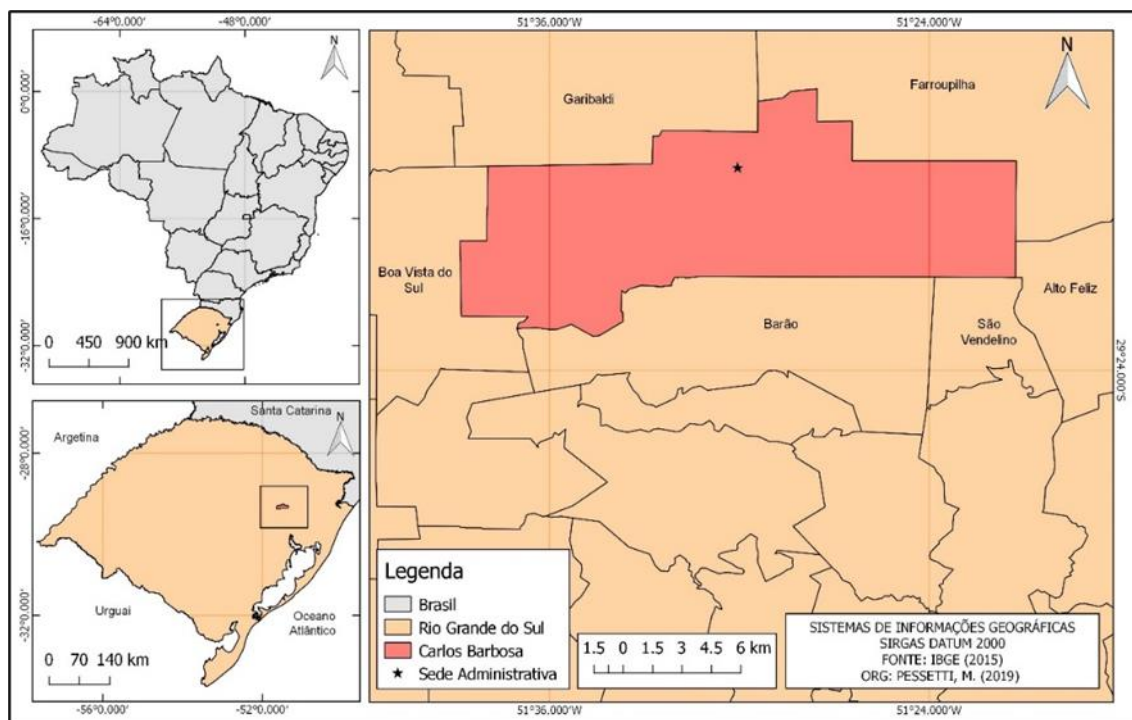 -64°0.000' -48°0.000'
N
0°0.000'
-16°0.000'
-32°0.000'
0 450 900 km
Santa Catarina
Argetina
N
-28°0.000'
Urguai
Oceano
Atlântico
-32°0.000'
0 70 140 km
-56°0.000' -52°0.000'
51°36.000'W 51°24.000'W
N
Garibaldi
Farroupilha
Boa Vista do
Sul
Alto Feliz
Barão
São
Vendelino
29°24.000'S
Legenda
Brasil
Rio Grande do Sul
Carlos Barbosa
Sede Administrativa
1.5 0 1.5 3 4.5 6 km
SISTEMAS DE INFORMAÇÕES GEOGRÁFICAS
SIRGAS DATUM 2000
FONTE: IBGE (2015)
ORG: PESSETTI, M. (2019)
51°36.000'W 51°24.000'W